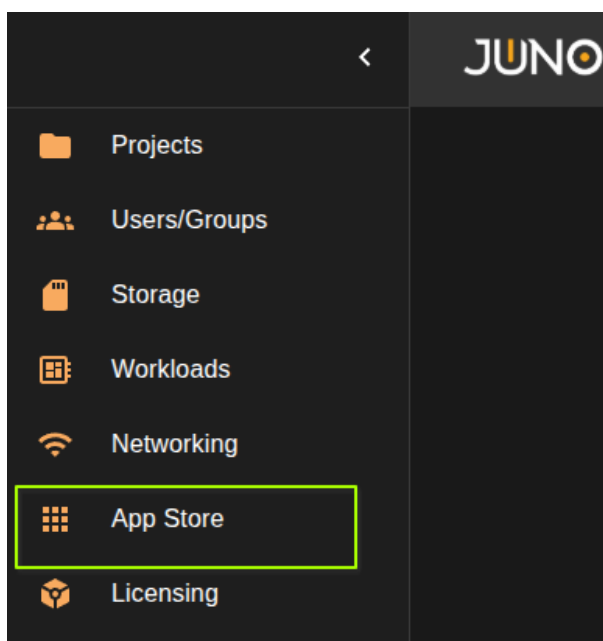 JUNO
Projects
Users/Groups
Storage
Workloads
Networking
App Store
Licensing